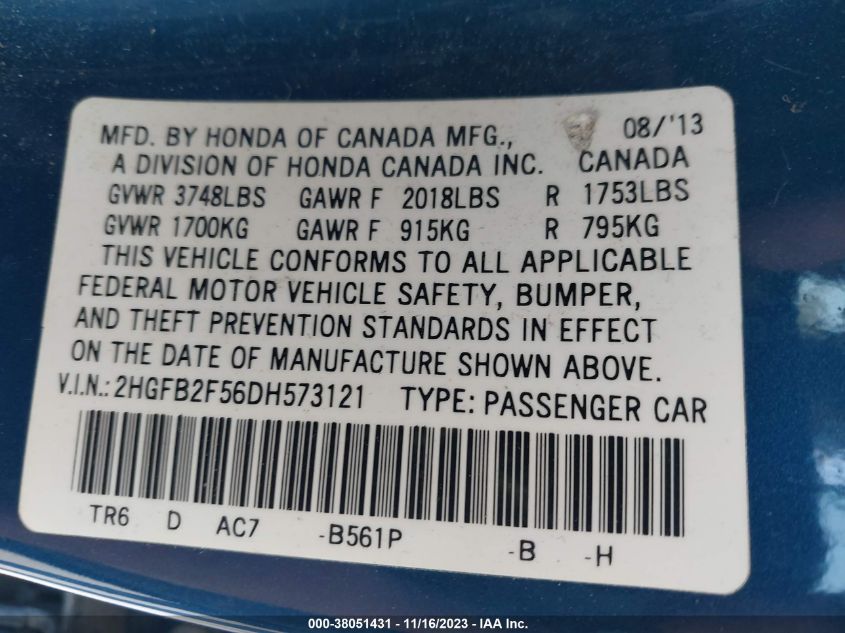 MFD. BY HONDA OF CANADA MFG., 08/'13
A DIVISION OF HONDA CANADA INC. CANADA
GVWR 3748LBS GAWR F 2018LBS R 1753LBS
GVWR 1700KG GAWR F 915KG R 795KG
THIS VEHICLE CONFORMS TO ALL APPLICABLE
FEDERAL MOTOR VEHICLE SAFETY, BUMPER,
AND THEFT PREVENTION STANDARDS IN EFFECT
ON THE DATE OF MANUFACTURE SHOWN ABOVE.
V.I.N.: 2HGFB2F56DH573121 TYPE: PASSENGER CAR
TR6 D AC7 -B561P -B -H
000-38051431 - 11/16/2023 - IAA Inc.